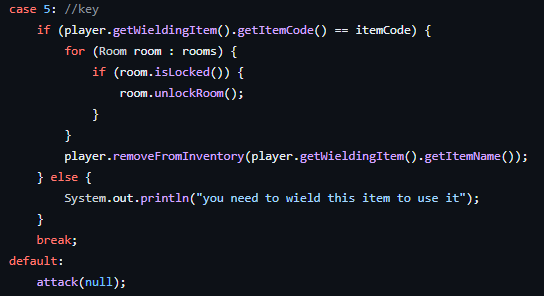 case 5: //key
    if (player.getWieldingItem().getItemCode() == itemCode) {
        for (Room room : rooms) {
            if (room.isLocked()) {
                room.unlockRoom();
            }
        }
        player.removeFromInventory(player.getWieldingItem().getItemName());
    } else {
        System.out.println("you need to wield this item to use it");
    }
    break;
default:
    attack(null);